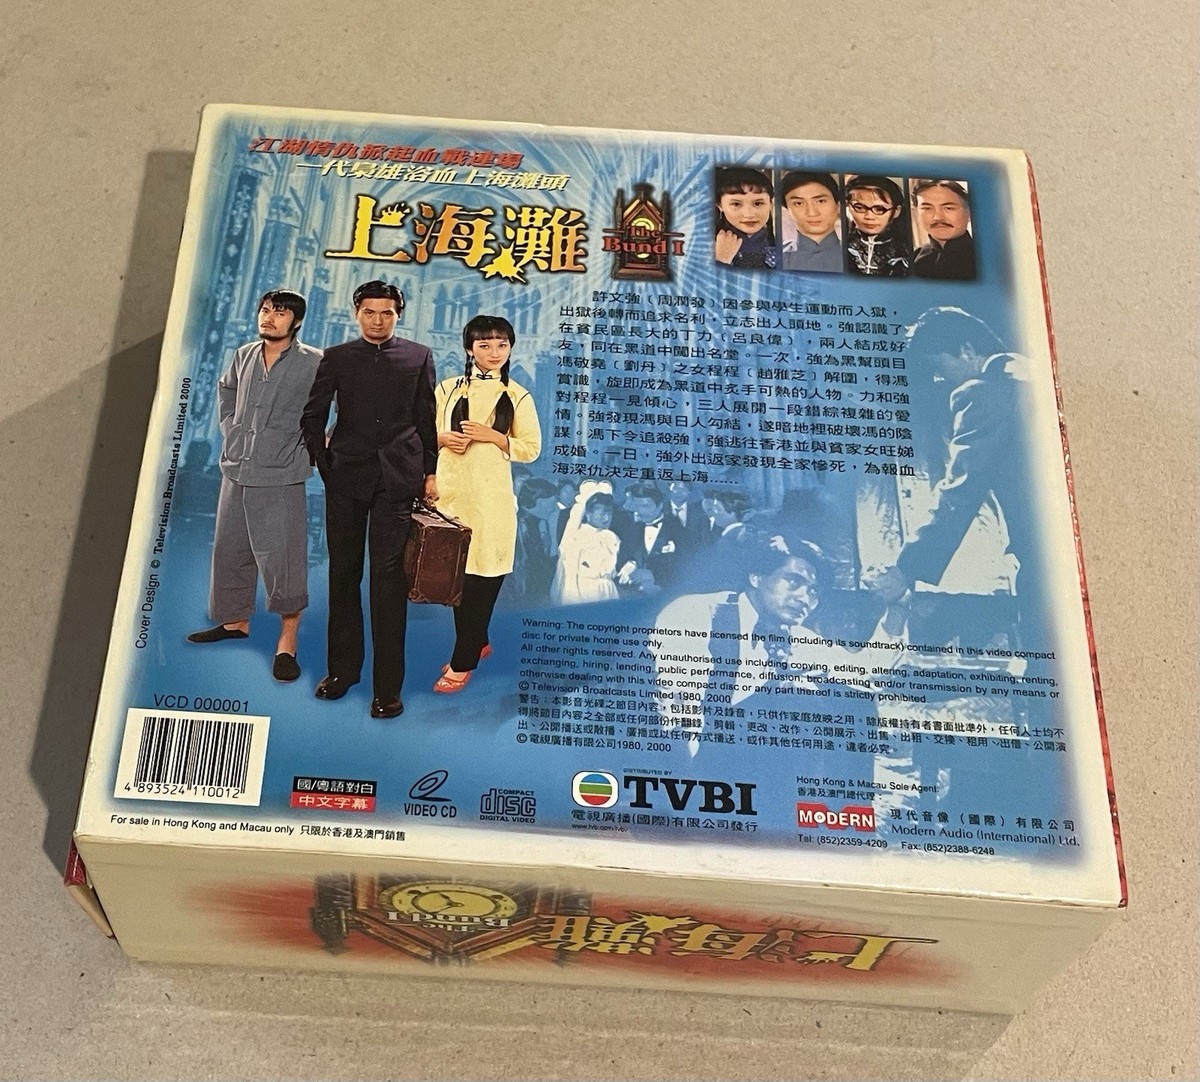 江湖情仇掀起血戰連場
一代梟雄浴血上海灘頭
上海灘
The
Bund I
許文強（周潤發）因參與學生運動而入獄，
出獄後轉而追求名利，立志出人頭地。強認識了
在貧民區長大的丁力（呂良偉），兩人結成好
友，同在黑道中闖出名堂。一次，強為黑幫頭目
馮敬堯（劉丹）之女程程（趙雅芝）解圍，得馮
賞識，旋即成為黑道中炙手可熱的人物。力和強
對程程一見傾心，三人展開一段錯綜複雜的愛
情。強發現馮與日人勾結，遂暗地裡破壞馮的陰
謀。馮下令追殺強，強逃往香港並與貧家女旺娣
成婚。一日，強外出返家發現全家慘死，為報血
海深仇決定重返上海……
Cover Design © Television Broadcasts Limited 2000
Warning: The copyright proprietors have licensed the film (including its soundtrack) contained in this video compact
disc for private home use only.
All other rights reserved. Any unauthorised use including copying, editing, altering, adaptation, exhibiting, renting,
exchanging, hiring, lending, public performance, diffusion, broadcasting and/or transmission by any means or
otherwise dealing with this video compact disc or any part thereof is strictly prohibited.
© Television Broadcasts Limited 1980, 2000
警告：本影音光碟之節目內容，包括影片及錄音，只供作家庭放映之用。除版權持有者書面批準外，任何人士均不
得將節目內容之全部或任何部份作翻錄、剪輯、更改、改作、公開展示、出售、出租、交換、租用、出借、公開演
出、公開播送或散播、廣播或以任何方式播送，或作其他任何用途，違者必究。
© 電視廣播有限公司1980, 2000
VCD 000001
4 893524 110012
國/粵語對白
中文字幕
VIDEO CD
COMPACT
disc
DIGITAL VIDEO
DISTRIBUTED BY
TVBI
電視廣播(國際)有限公司發行
www.tvb.com/tvbi
Hong Kong & Macau Sole Agent:
香港及澳門總代理：
MODERN
現代音像（國際）有限公司
Modern Audio (International) Ltd.
Tel: (852)2359-4209 Fax: (852)2388-6248
For sale in Hong Kong and Macau only 只限於香港及澳門銷售
上海灘
The
Bund I